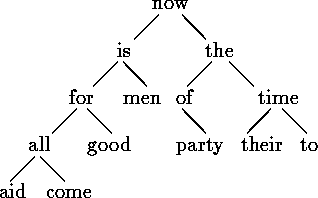 now
is the
for men of time
all good party their to
aid come